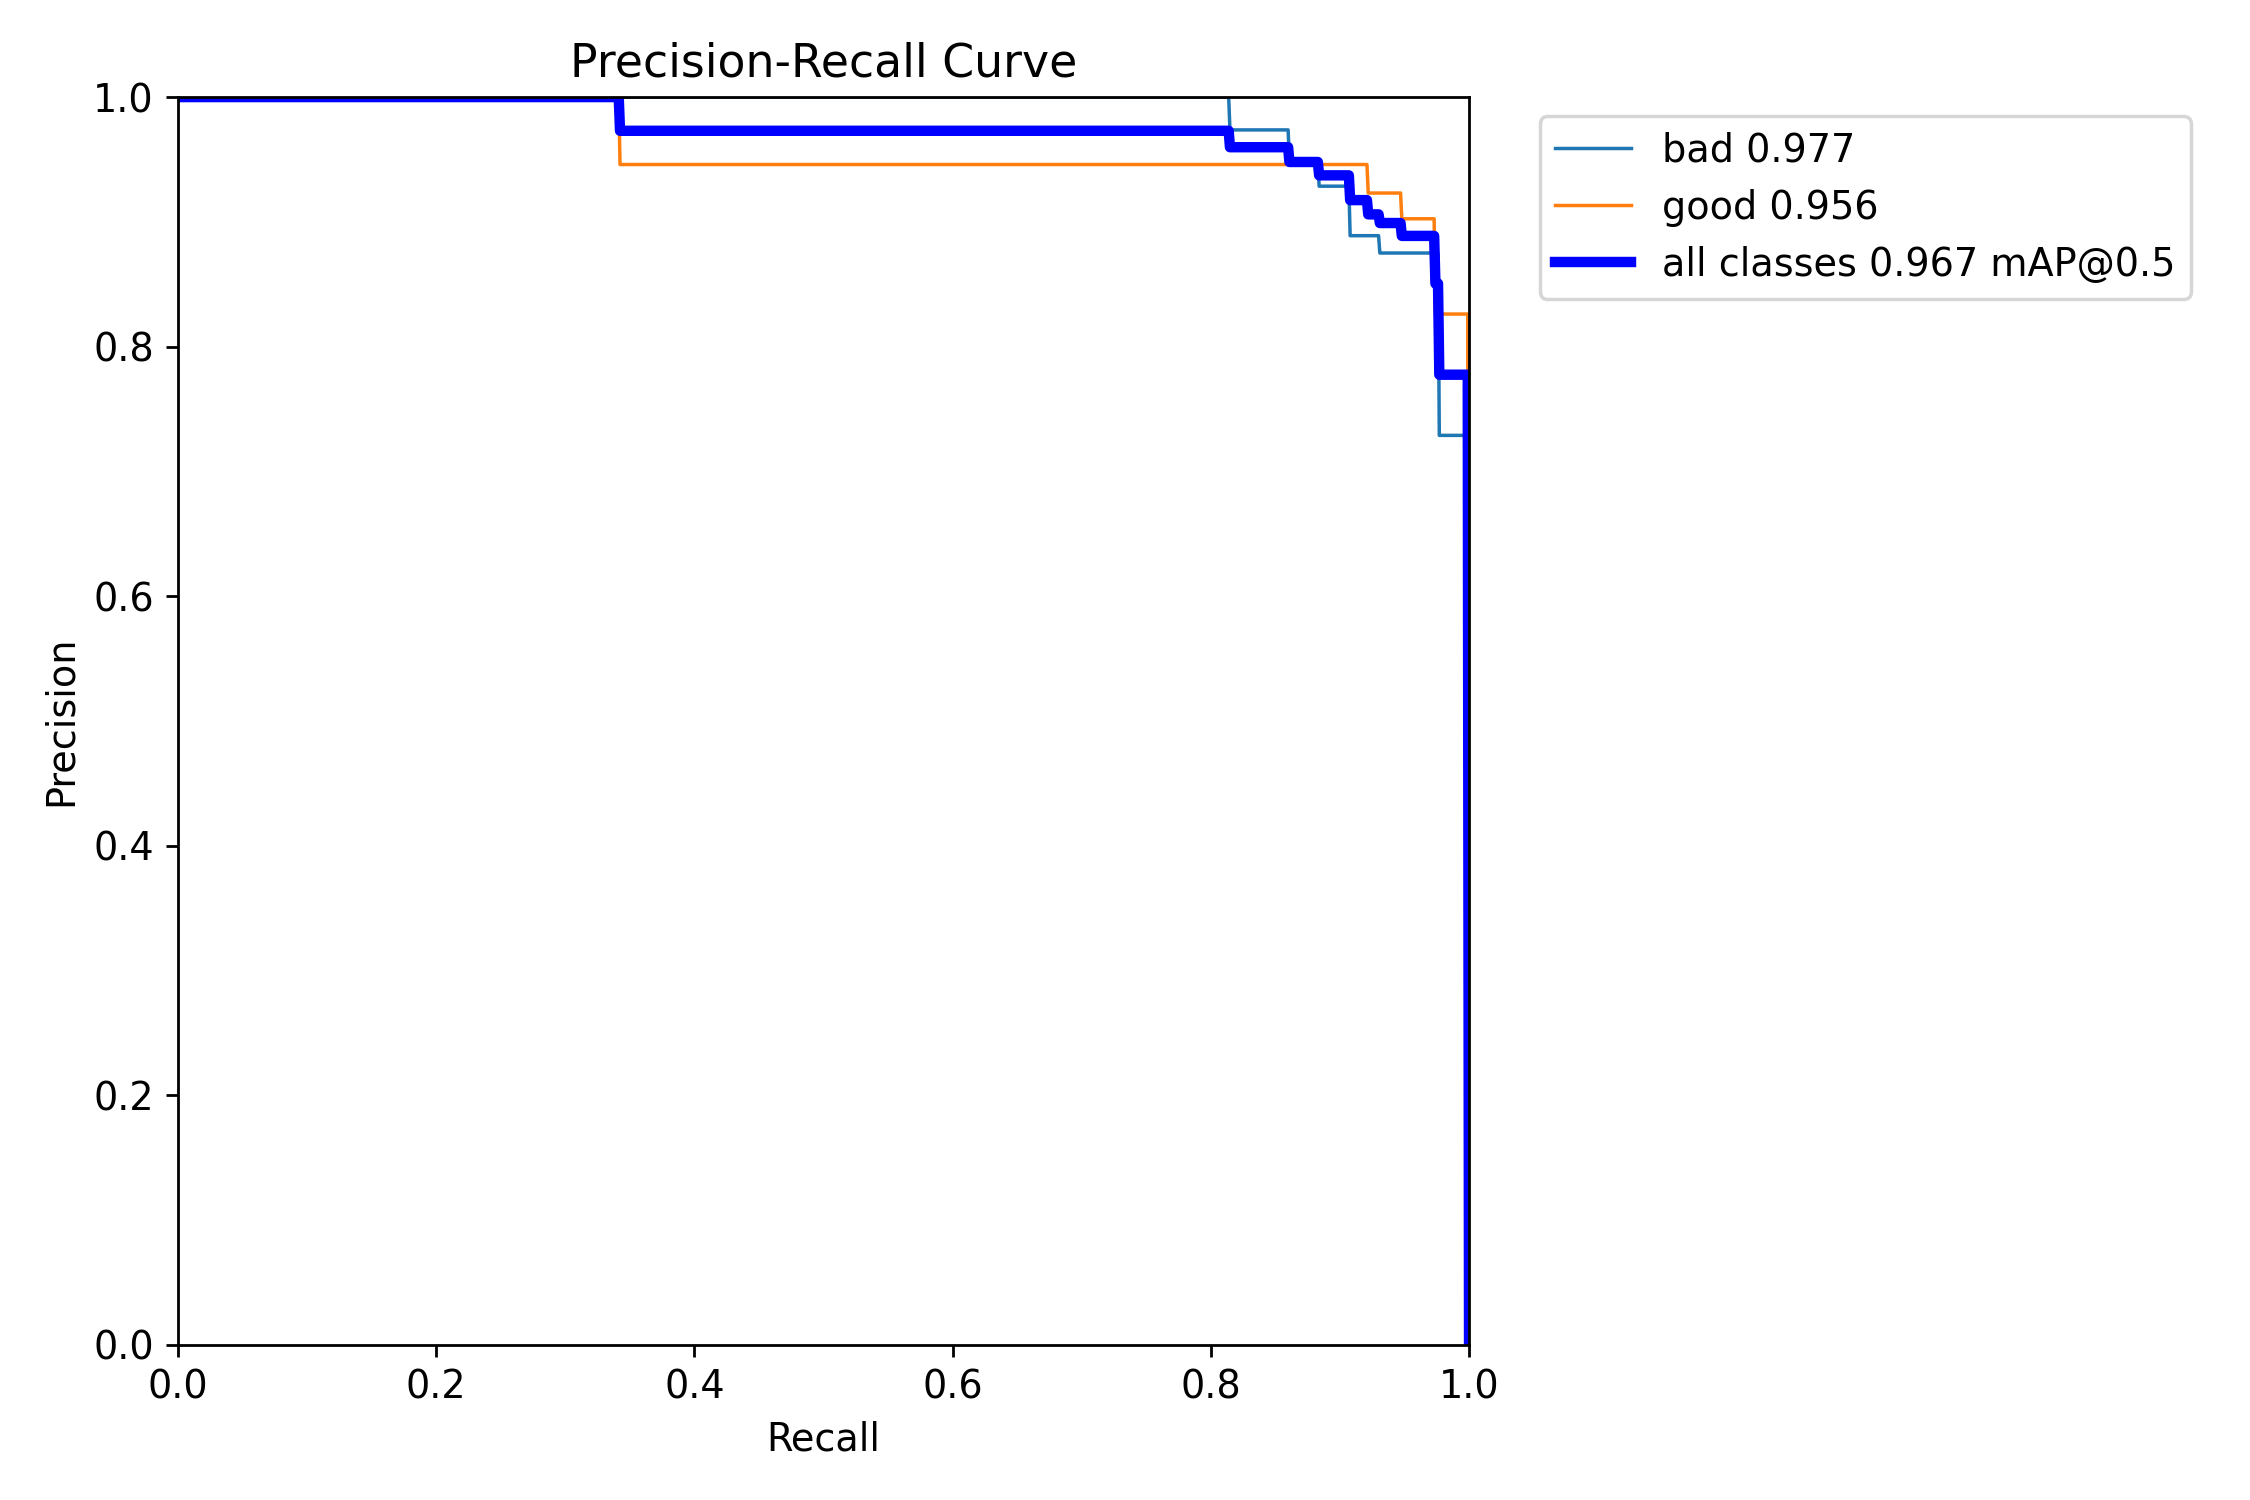 Precision-Recall Curve
1.0
0.8
0.6
0.4
0.2
0.0
Precision
0.0 0.2 0.4 0.6 0.8 1.0
Recall
bad 0.977
good 0.956
all classes 0.967 mAP@0.5